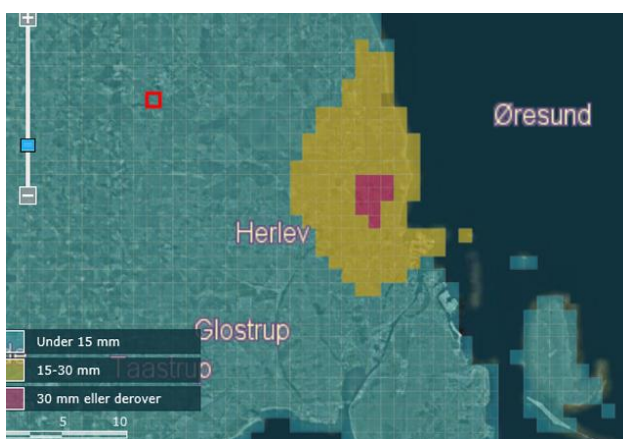 +
Øresund
Herlev
−
Glostrup
Under 15 mm
15-30 mm
Taastrup
30 mm eller derover
5 10